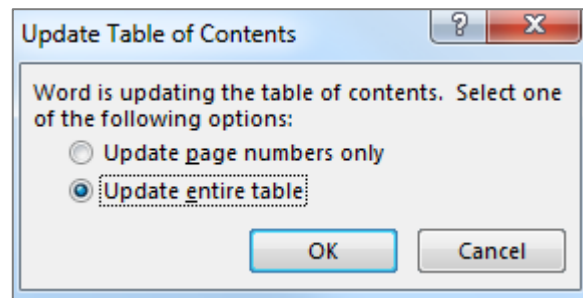 Update Table of Contents
Word is updating the table of contents. Select one
of the following options:
Update page numbers only
Update entire table
OK Cancel